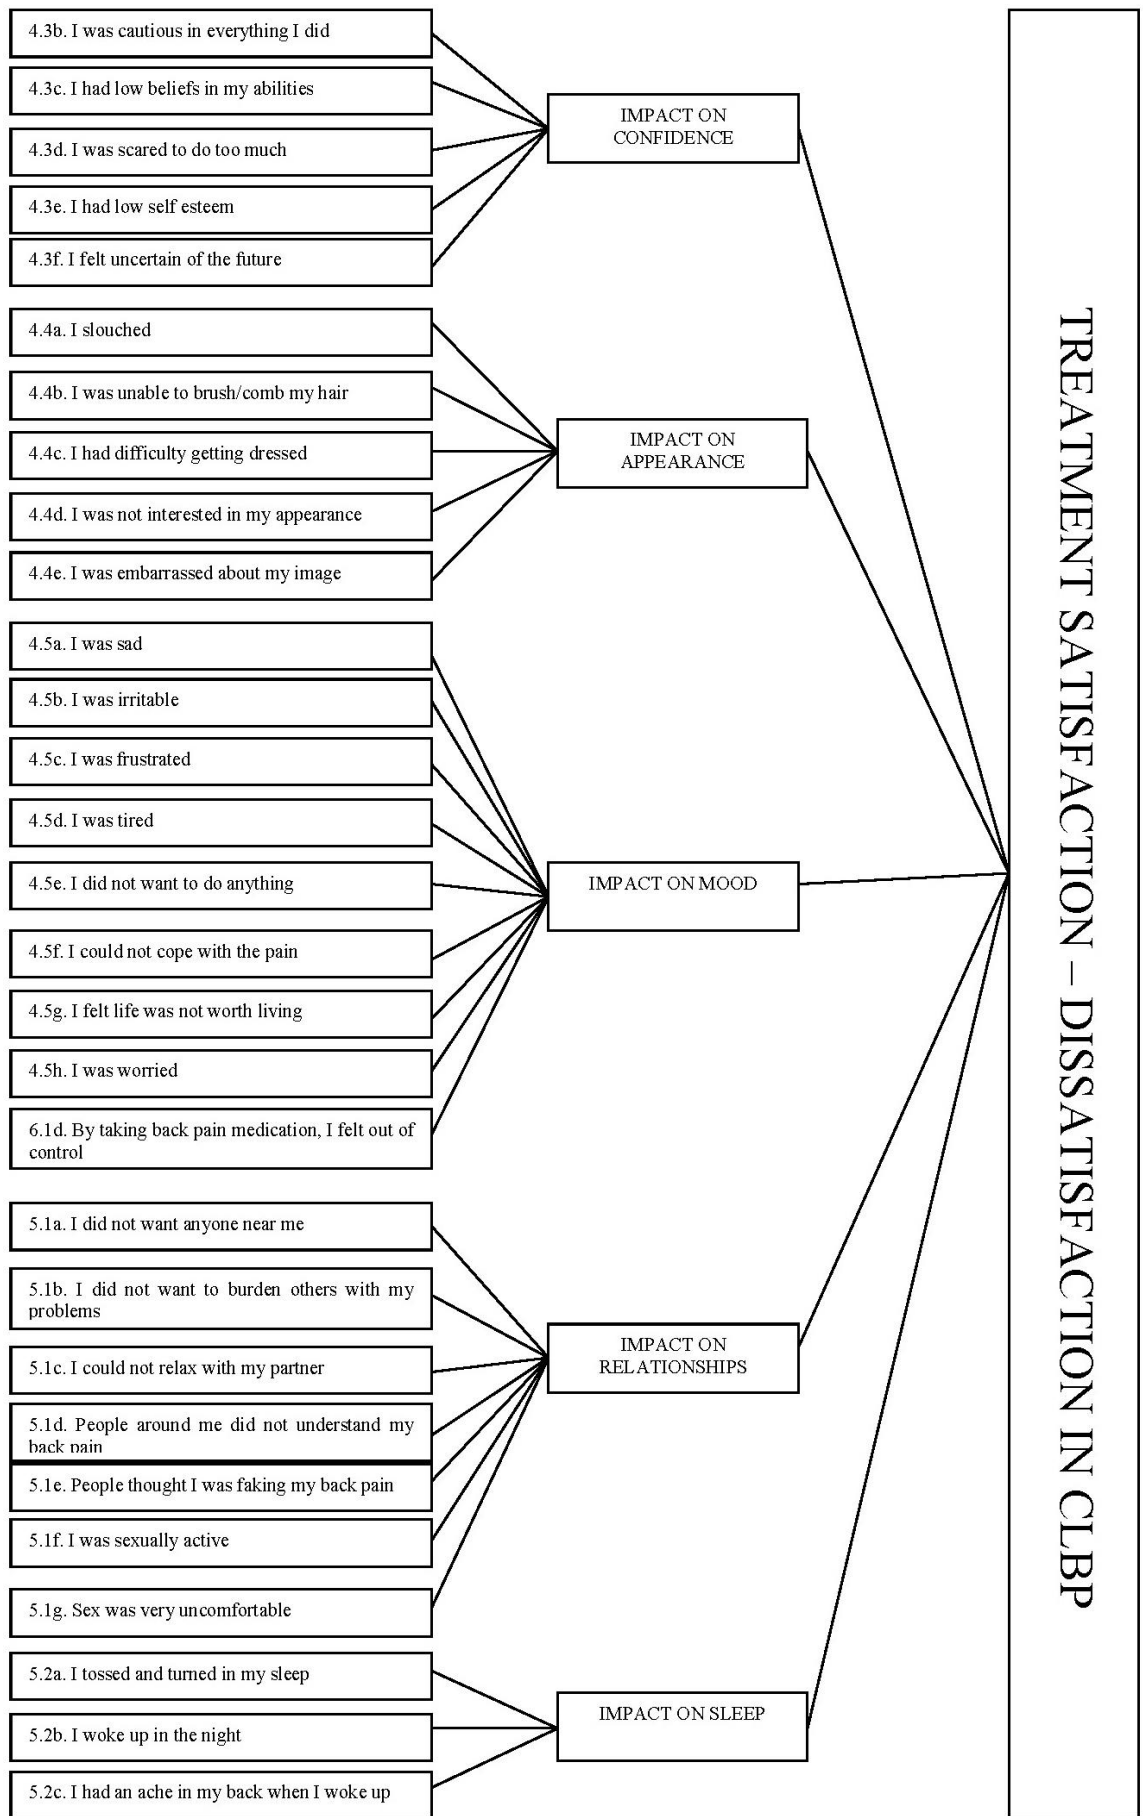 4.3b. I was cautious in everything I did
4.3c. I had low beliefs in my abilities
4.3d. I was scared to do too much
4.3e. I had low self esteem
4.3f. I felt uncertain of the future
IMPACT ON
CONFIDENCE
4.4a. I slouched
4.4b. I was unable to brush/comb my hair
4.4c. I had difficulty getting dressed
4.4d. I was not interested in my appearance
4.4e. I was embarrassed about my image
IMPACT ON
APPEARANCE
4.5a. I was sad
4.5b. I was irritable
4.5c. I was frustrated
4.5d. I was tired
4.5e. I did not want to do anything
4.5f. I could not cope with the pain
4.5g. I felt life was not worth living
4.5h. I was worried
6.1d. By taking back pain medication, I felt out of
control
IMPACT ON MOOD
5.1a. I did not want anyone near me
5.1b. I did not want to burden others with my
problems
5.1c. I could not relax with my partner
5.1d. People around me did not understand my
back pain
5.1e. People thought I was faking my back pain
5.1f. I was sexually active
5.1g. Sex was very uncomfortable
IMPACT ON
RELATIONSHIPS
5.2a. I tossed and turned in my sleep
5.2b. I woke up in the night
5.2c. I had an ache in my back when I woke up
IMPACT ON SLEEP
TREATMENT SATISFACTION – DISSATISFACTION IN CLBP